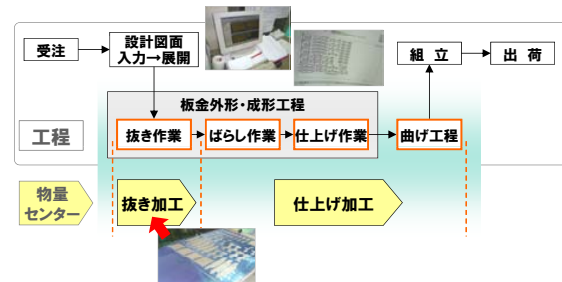 受注
設計図面
入力→展開
組 立
出 荷
板金外形・成形工程
工程
抜き作業
ばらし作業
仕上げ作業
曲げ工程
物量
センター
抜き加工
仕上げ加工